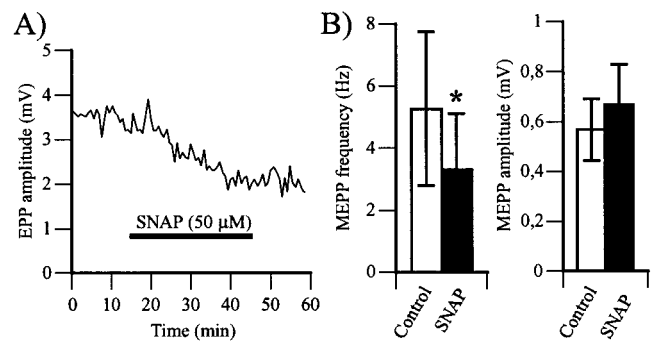 A)
EPP amplitude (mV)
5
4
3
2
1
0
SNAP (50 µM)
0 10 20 30 40 50 60
Time (min)
B)
MEPP frequency (Hz)
8
6
4
2
0
*
Control SNAP
MEPP amplitude (mV)
1
0,8
0,6
0,4
0,2
0
Control SNAP